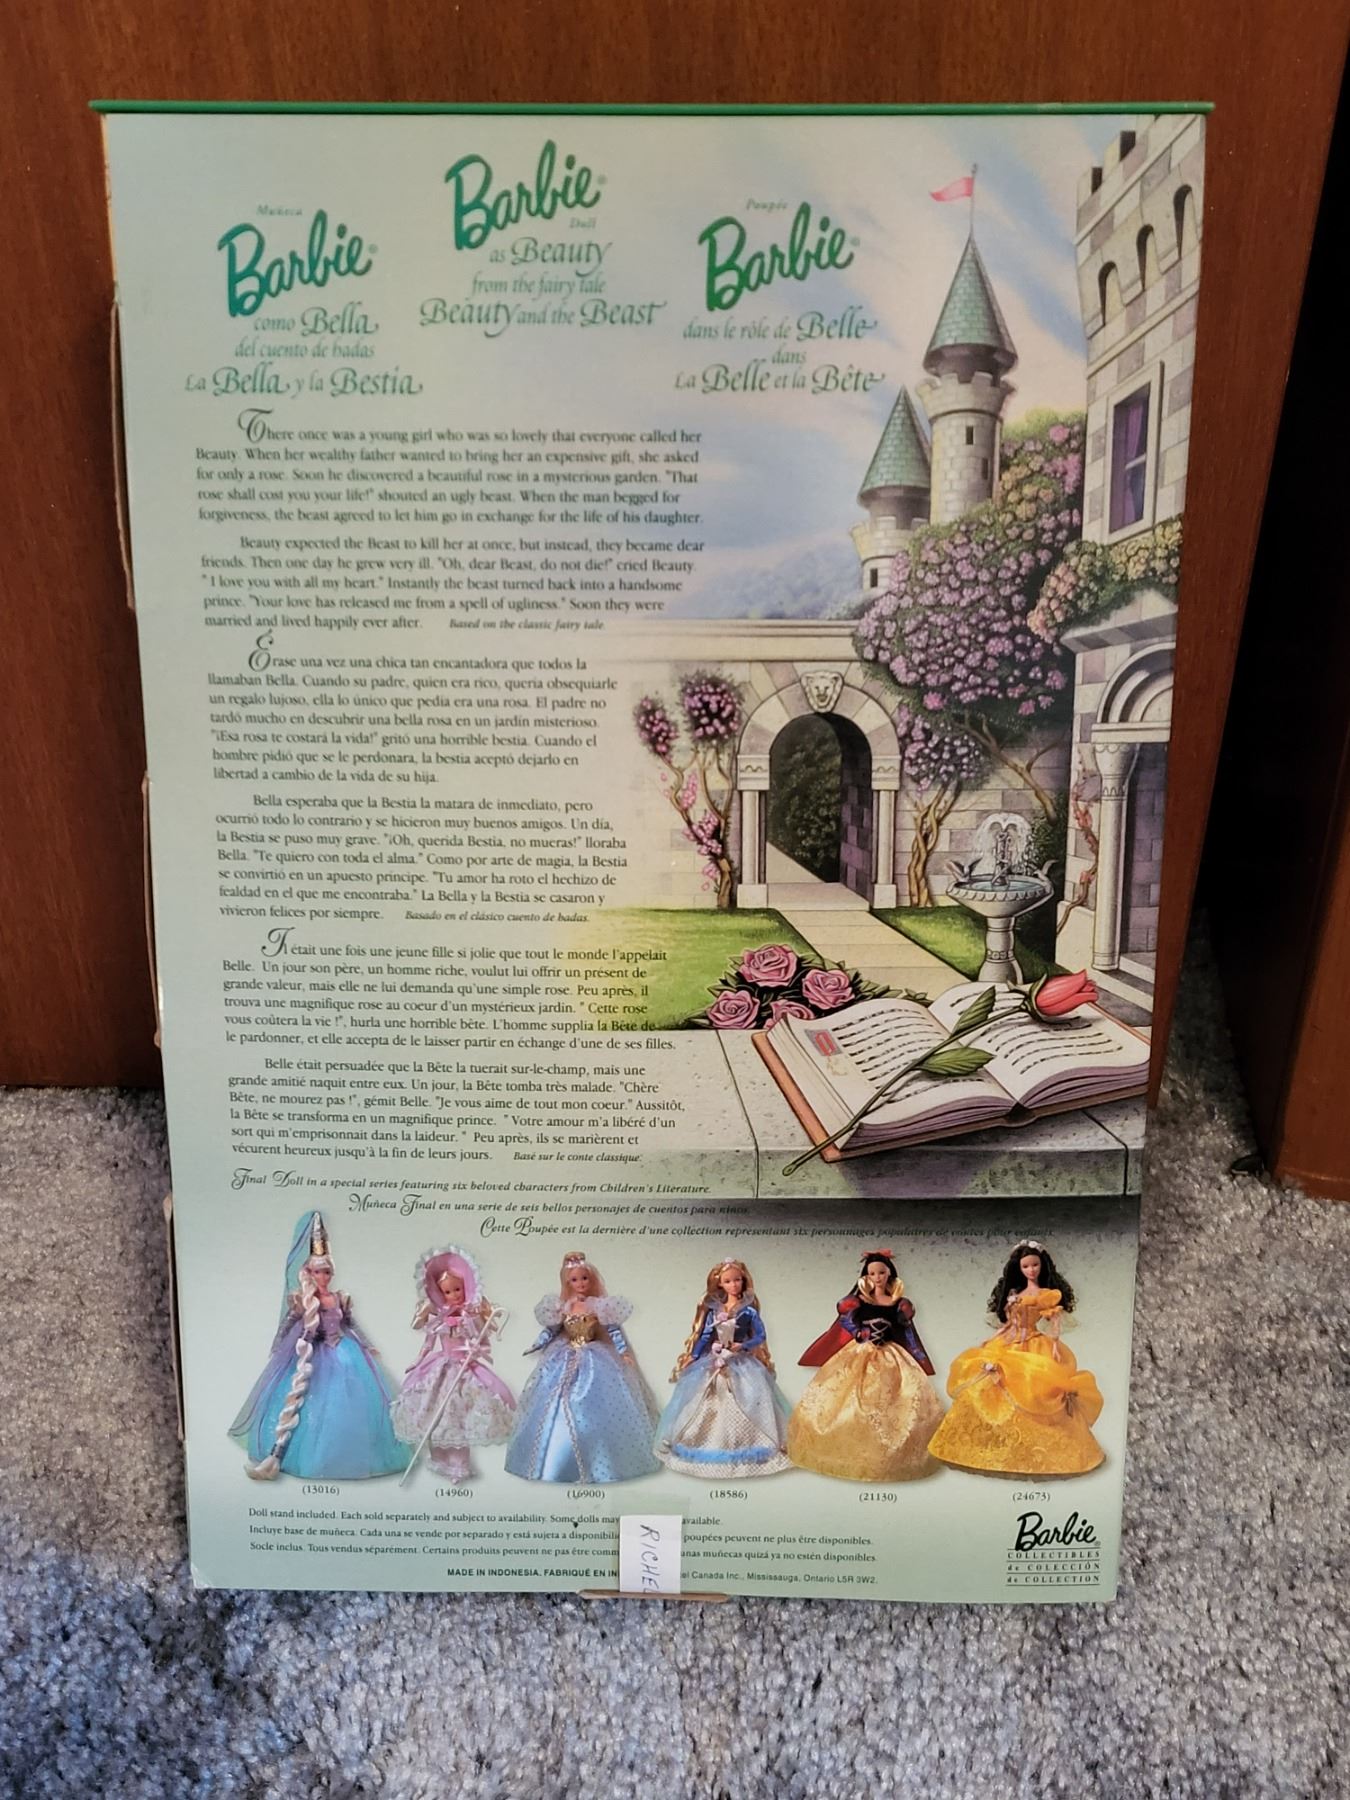 Muñeca
Barbie®
como Bella
del cuento de hadas
La Bella y la Bestia
Barbie®
Doll
as Beauty
from the fairy tale
Beauty and the Beast
Poupée
Barbie®
dans le rôle de Belle
dans
La Belle et la Bête
There once was a young girl who was so lovely that everyone called her
Beauty. When her wealthy father wanted to bring her an expensive gift, she asked
for only a rose. Soon he discovered a beautiful rose in a mysterious garden. "That
rose shall cost you your life!" shouted an ugly beast. When the man begged for
forgiveness, the beast agreed to let him go in exchange for the life of his daughter.
Beauty expected the Beast to kill her at once, but instead, they became dear
friends. Then one day he grew very ill. "Oh, dear Beast, do not die!" cried Beauty.
" I love you with all my heart." Instantly the beast turned back into a handsome
prince. "Your love has released me from a spell of ugliness." Soon they were
married and lived happily ever after. Based on the classic fairy tale.
Érase una vez una chica tan encantadora que todos la
llamaban Bella. Cuando su padre, quien era rico, quería obsequiarle
un regalo lujoso, ella lo único que pedía era una rosa. El padre no
tardó mucho en descubrir una bella rosa en un jardín misterioso.
"¡Esa rosa te costará la vida!" gritó una horrible bestia. Cuando el
hombre pidió que se le perdonara, la bestia aceptó dejarlo en
libertad a cambio de la vida de su hija.
Bella esperaba que la Bestia la matara de inmediato, pero
ocurrió todo lo contrario y se hicieron muy buenos amigos. Un día,
la Bestia se puso muy grave. "¡Oh, querida Bestia, no mueras!" lloraba
Bella. "Te quiero con toda el alma." Como por arte de magia, la Bestia
se convirtió en un apuesto príncipe. "Tu amor ha roto el hechizo de
fealdad en el que me encontraba." La Bella y la Bestia se casaron y
vivieron felices por siempre. Basado en el clásico cuento de hadas.
Il était une fois une jeune fille si jolie que tout le monde l'appelait
Belle. Un jour son père, un homme riche, voulut lui offrir un présent de
grande valeur, mais elle ne lui demanda qu'une simple rose. Peu après, il
trouva une magnifique rose au coeur d'un mystérieux jardin. " Cette rose
vous coûtera la vie !", hurla une horrible bête. L'homme supplia la Bête de
le pardonner, et elle accepta de le laisser partir en échange d'une de ses filles.
Belle était persuadée que la Bête la tuerait sur-le-champ, mais une
grande amitié naquit entre eux. Un jour, la Bête tomba très malade. "Chère
Bête, ne mourez pas !", gémit Belle. "Je vous aime de tout mon coeur." Aussitôt,
la Bête se transforma en un magnifique prince. " Votre amour m'a libéré d'un
sort qui m'emprisonnait dans la laideur. " Peu après, ils se marièrent et
vécurent heureux jusqu'à la fin de leurs jours. Basé sur le conte classique.
Final Doll in a special series featuring six beloved characters from Children's Literature.
Muñeca Final en una serie de seis bellos personajes de cuentos para niños.
Cette Poupée est la dernière d'une collection representant six personnages populaires de contes pour enfants.
(13016) (14960) (16900) (18586) (21130) (24673)
Doll stand included. Each sold separately and subject to availability. Some dolls may available.
Incluye base de muñeca. Cada una se vende por separado y está sujeta a disponibili poupées peuvent ne plus être disponibles.
Socle inclus. Tous vendus séparément. Certains produits peuvent ne pas être comm unas muñecas quizá ya no estén disponibles.
MADE IN INDONESIA. FABRIQUÉ EN IN el Canada Inc., Mississauga, Ontario L5R 3W2.
RICHE
Barbie®
COLLECTIBLES
de COLECCIÓN
de COLLECTION